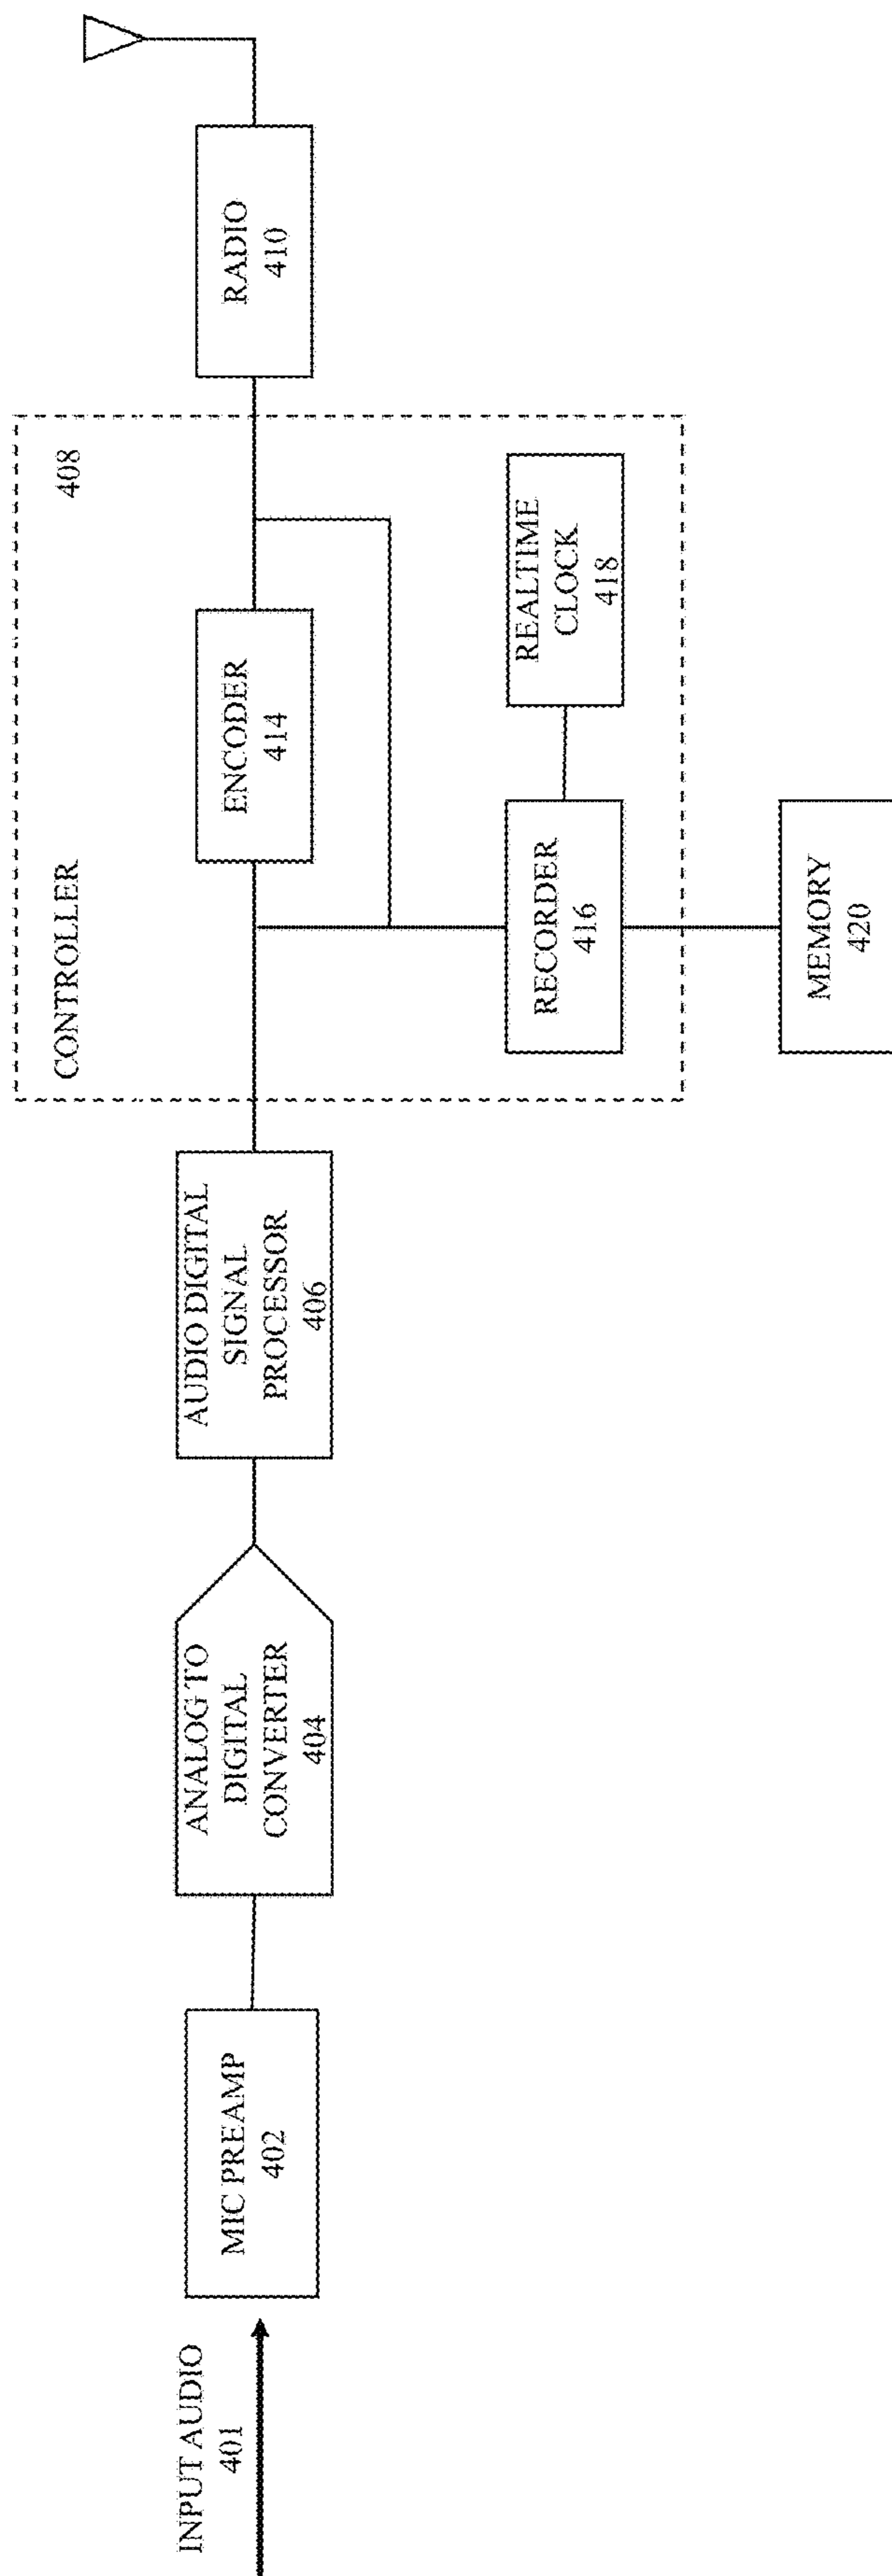 INPUT AUDIO
401
MIC PREAMP
402
ANALOG TO
DIGITAL
CONVERTER
404
AUDIO DIGITAL
SIGNAL
PROCESSOR
406
CONTROLLER
408
ENCODER
414
RECORDER
416
REALTIME
CLOCK
418
MEMORY
420
RADIO
410